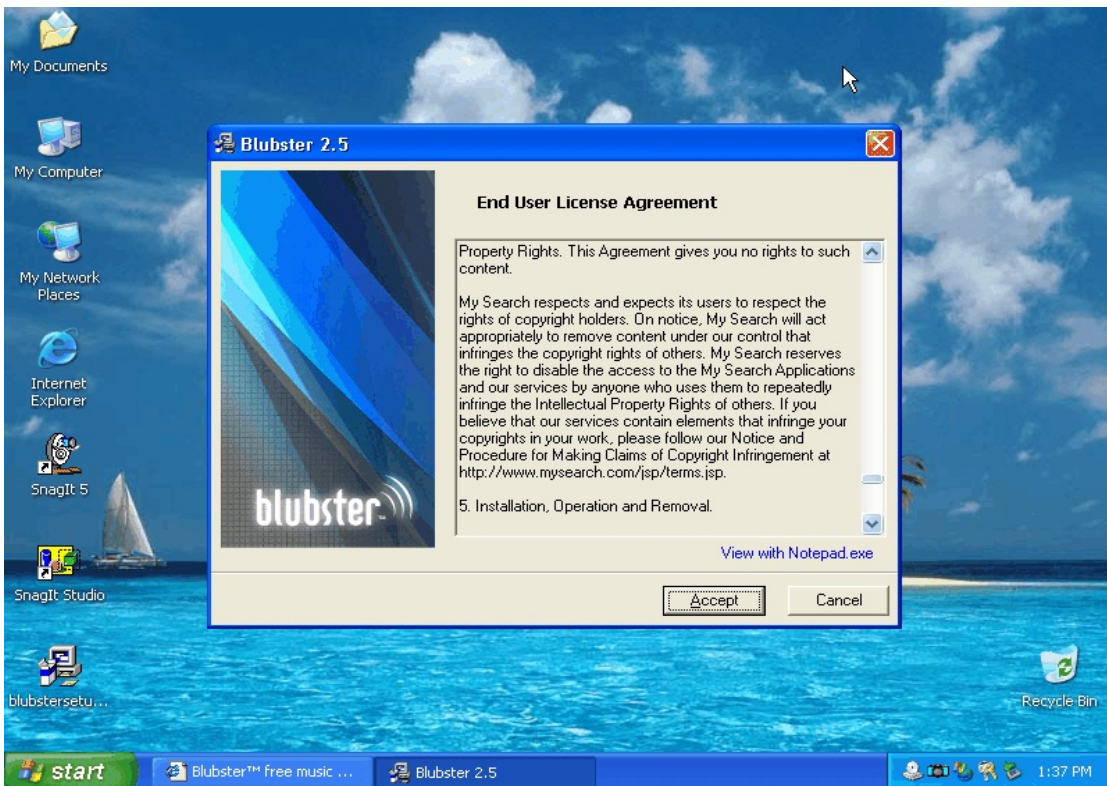 My Documents
My Computer
My Network
Places
Internet
Explorer
SnagIt 5
SnagIt Studio
blubstersetu...
Blubster 2.5
blubster
End User License Agreement
Property Rights. This Agreement gives you no rights to such
content.
My Search respects and expects its users to respect the
rights of copyright holders. On notice, My Search will act
appropriately to remove content under our control that
infringes the copyright rights of others. My Search reserves
the right to disable the access to the My Search Applications
and our services by anyone who uses them to repeatedly
infringe the Intellectual Property Rights of others. If you
believe that our services contain elements that infringe your
copyrights in your work, please follow our Notice and
Procedure for Making Claims of Copyright Infringement at
http://www.mysearch.com/jsp/terms.jsp.
5. Installation, Operation and Removal.
View with Notepad.exe
Accept
Cancel
Recycle Bin
start
Blubster™ free music ...
Blubster 2.5
1:37 PM